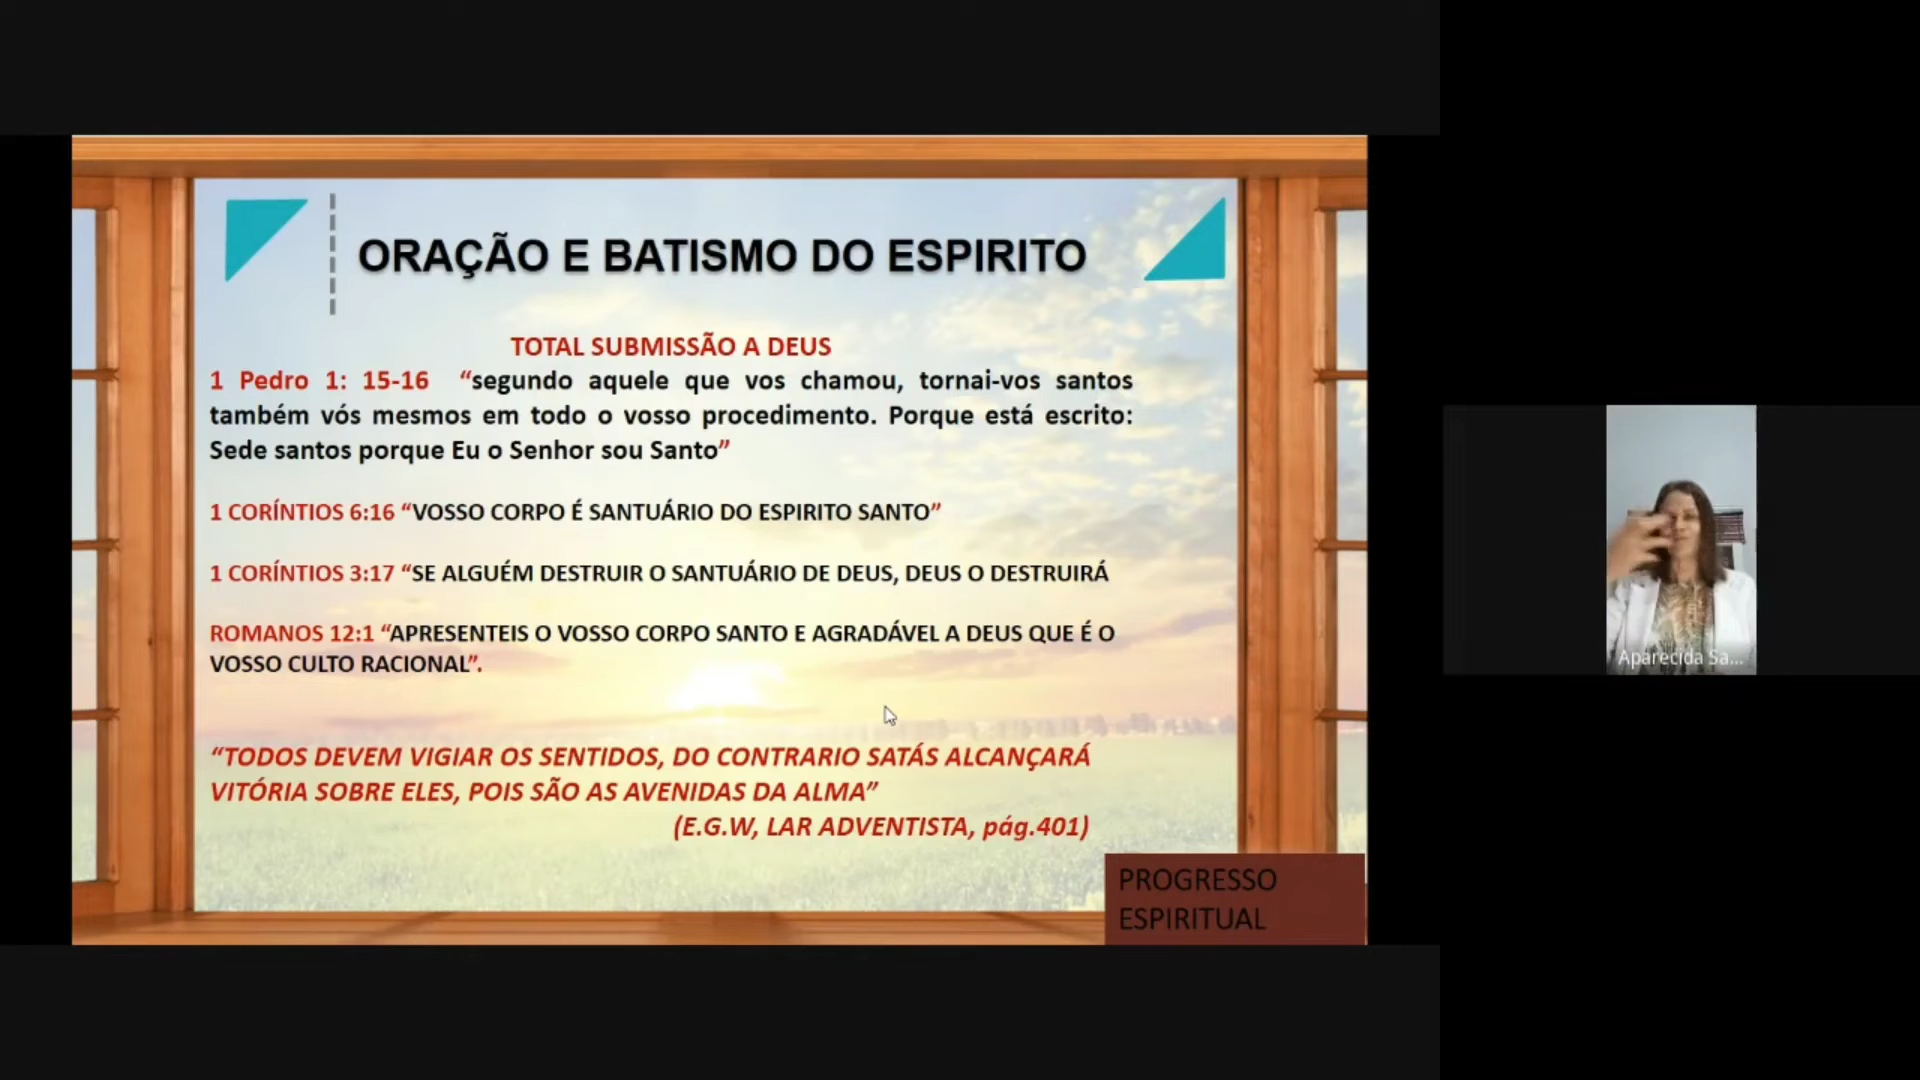 ORAÇÃO E BATISMO DO ESPIRITO
TOTAL SUBMISSÃO A DEUS
1 Pedro 1: 15-16 “segundo aquele que vos chamou, tornai-vos santos
também vós mesmos em todo o vosso procedimento. Porque está escrito:
Sede santos porque Eu o Senhor sou Santo”
1 CORÍNTIOS 6:16 “VOSSO CORPO É SANTUÁRIO DO ESPIRITO SANTO”
1 CORÍNTIOS 3:17 “SE ALGUÉM DESTRUIR O SANTUÁRIO DE DEUS, DEUS O DESTRUIRÁ
ROMANOS 12:1 “APRESENTEIS O VOSSO CORPO SANTO E AGRADÁVEL A DEUS QUE É O
VOSSO CULTO RACIONAL”.
“TODOS DEVEM VIGIAR OS SENTIDOS, DO CONTRARIO SATÁS ALCANÇARÁ
VITÓRIA SOBRE ELES, POIS SÃO AS AVENIDAS DA ALMA”
(E.G.W, LAR ADVENTISTA, pág.401)
PROGRESSO
ESPIRITUAL
Aparecida Sa...